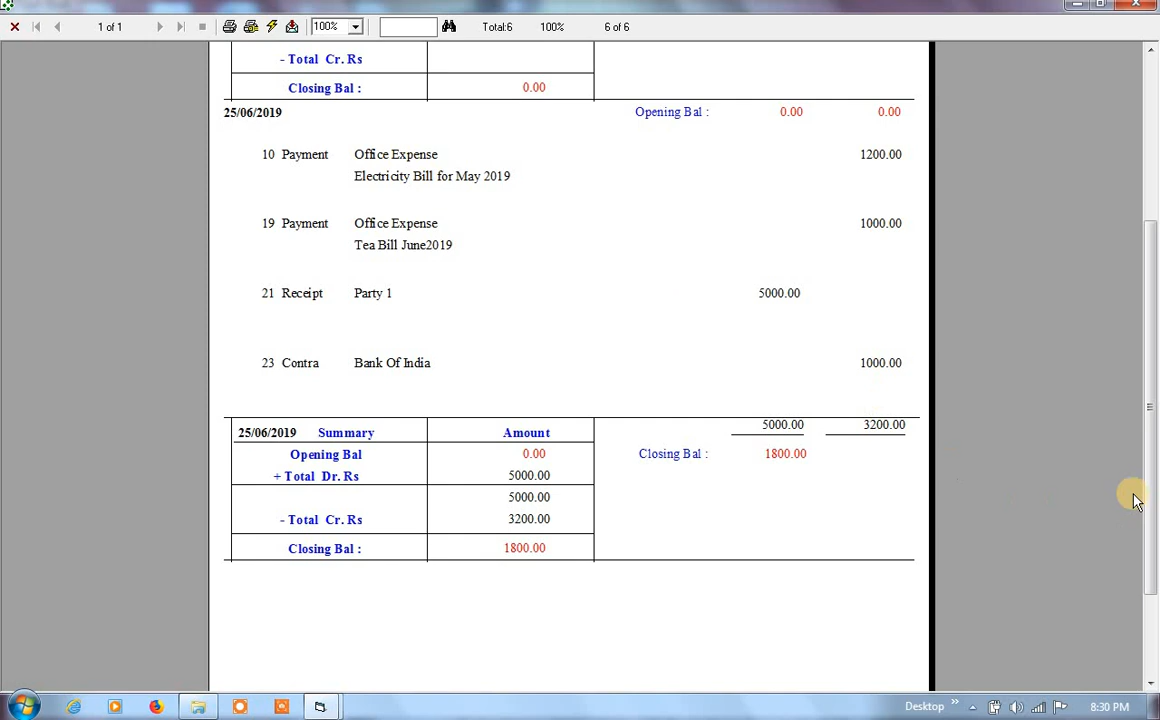 1 of 1 100% Total:6 100% 6 of 6
- Total Cr. Rs
Closing Bal : 0.00
25/06/2019 Opening Bal : 0.00 0.00
10 Payment Office Expense 1200.00
Electricity Bill for May 2019
19 Payment Office Expense 1000.00
Tea Bill June2019
21 Receipt Party 1 5000.00
23 Contra Bank Of India 1000.00
5000.00 3200.00
25/06/2019 Summary Amount
Opening Bal 0.00 Closing Bal : 1800.00
+ Total Dr. Rs 5000.00
5000.00
- Total Cr. Rs 3200.00
Closing Bal : 1800.00
Desktop 8:30 PM